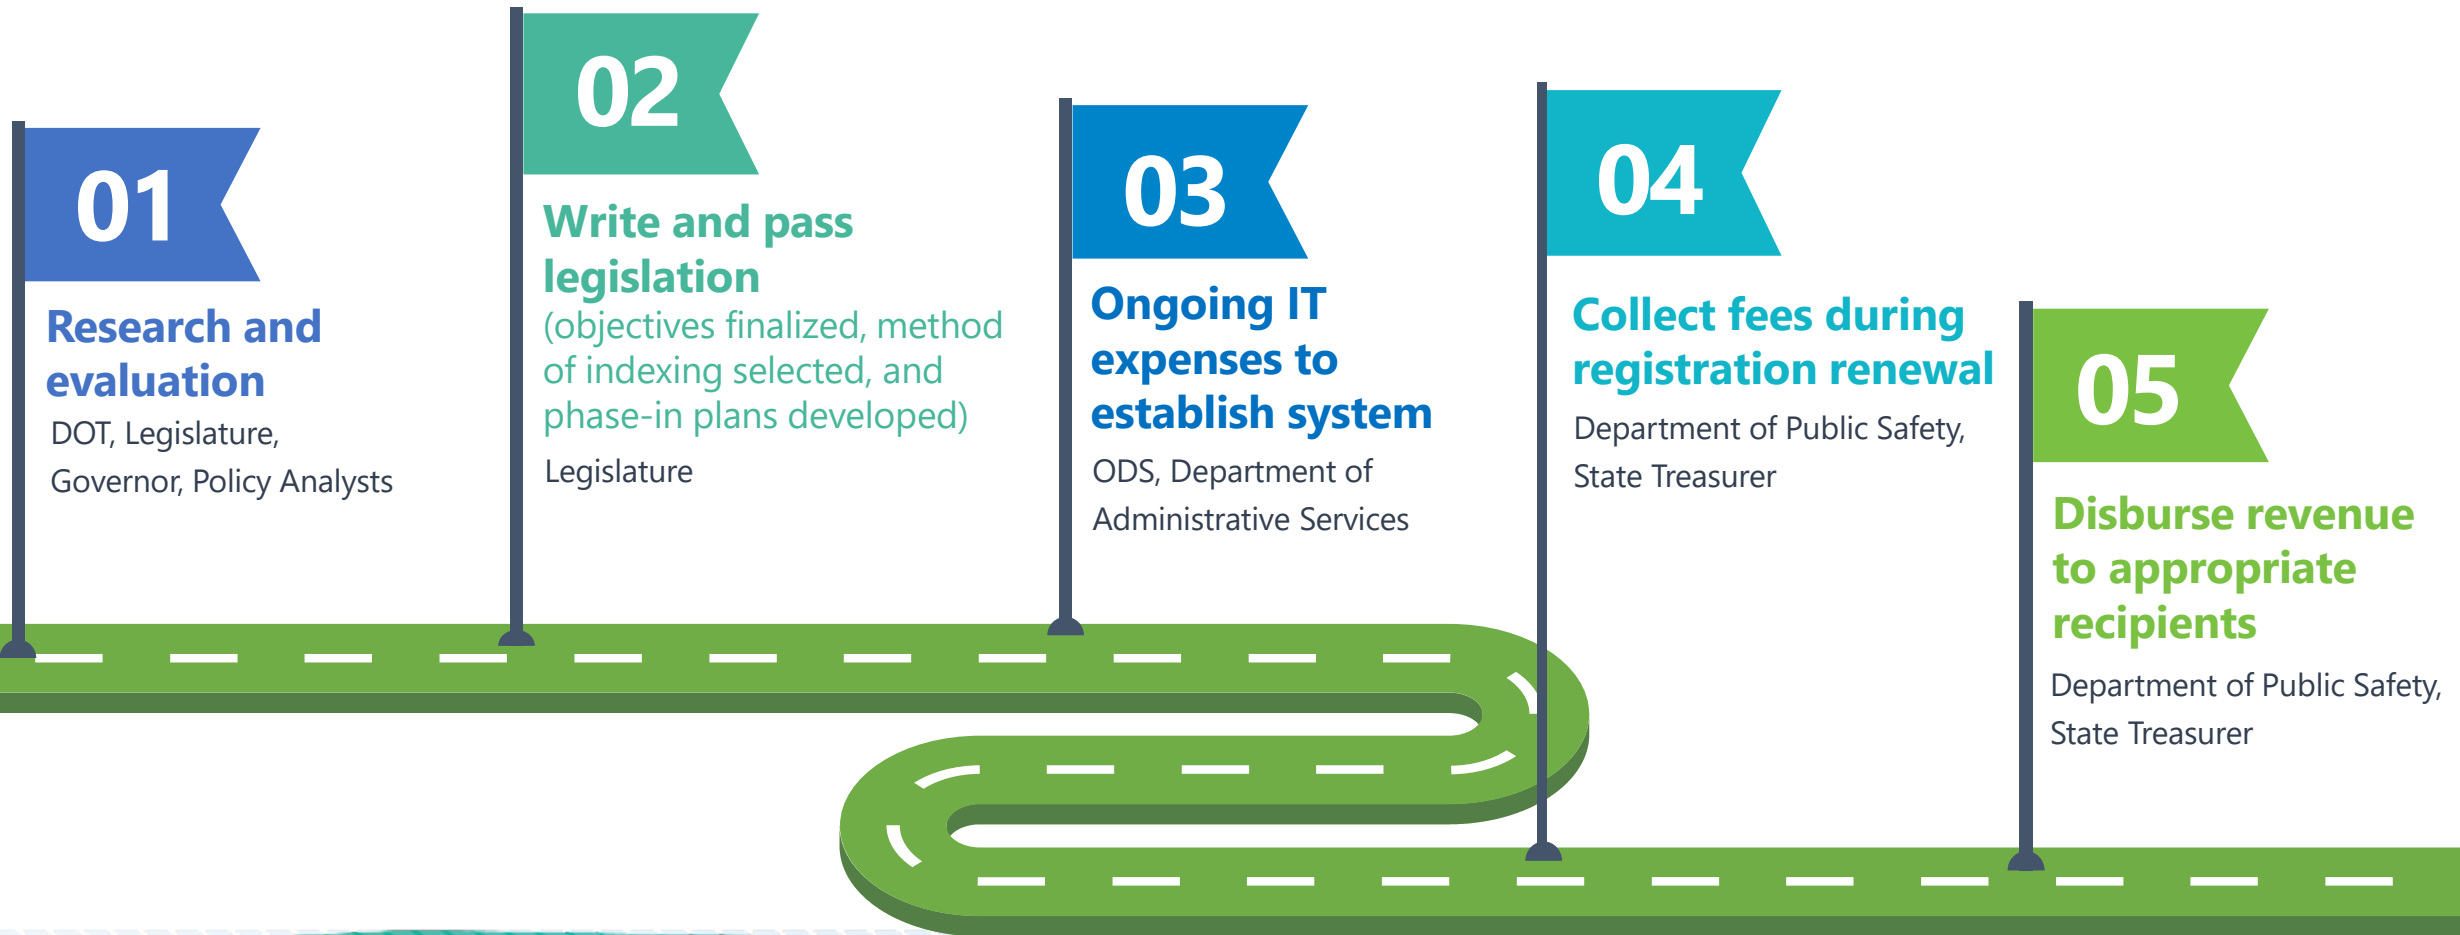 01
Research and
evaluation
DOT, Legislature,
Governor, Policy Analysts
02
Write and pass
legislation
(objectives finalized, method
of indexing selected, and
phase-in plans developed)
Legislature
03
Ongoing IT
expenses to
establish system
ODS, Department of
Administrative Services
04
Collect fees during
registration renewal
Department of Public Safety,
State Treasurer
05
Disburse revenue
to appropriate
recipients
Department of Public Safety,
State Treasurer